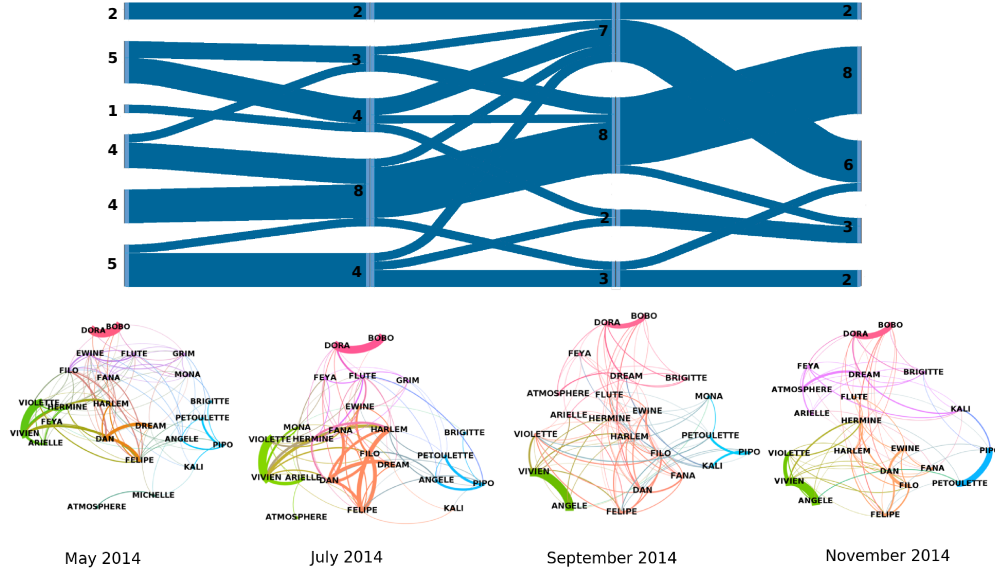 2 2 2
5 3 7 8
1 4
4 8 6
4 8 2 3
5 4 3 2
DORA BOBO
EWINE FLUTE GRIM
FILO FANA MONA
VIOLETTE HERMINE HARLEM BRIGITTE
FEYA DREAM PETOULETTE
VIVIEN ARIELLE DAN ANGELE PIPO
FELIPE KALI
MICHELLE
ATMOSPHERE
May 2014
DORA BOBO
FEYA FLUTE GRIM
EWINE
MONA FANA HARLEM BRIGITTE
VIOLETTE HERMINE
FILO PETOULETTE
DREAM
VIVIEN ARIELLE DAN ANGELE PIPO
ATMOSPHERE FELIPE KALI
July 2014
DORA BOBO
FEYA
DREAM BRIGITTE
ATMOSPHERE FLUTE MONA
ARIELLE HERMINE EWINE
VIOLETTE HARLEM PETOULETTE
FILO PIPO
VIVIEN KALI
FANA
DAN
ANGELE FELIPE
September 2014
DORA BOBO
FEYA DREAM BRIGITTE
ATMOSPHERE FLUTE
ARIELLE KALI
HERMINE
VIOLETTE HARLEM EWINE PIPO
DAN FANA
VIVIEN FILO PETOULETTE
ANGELE
FELIPE
November 2014